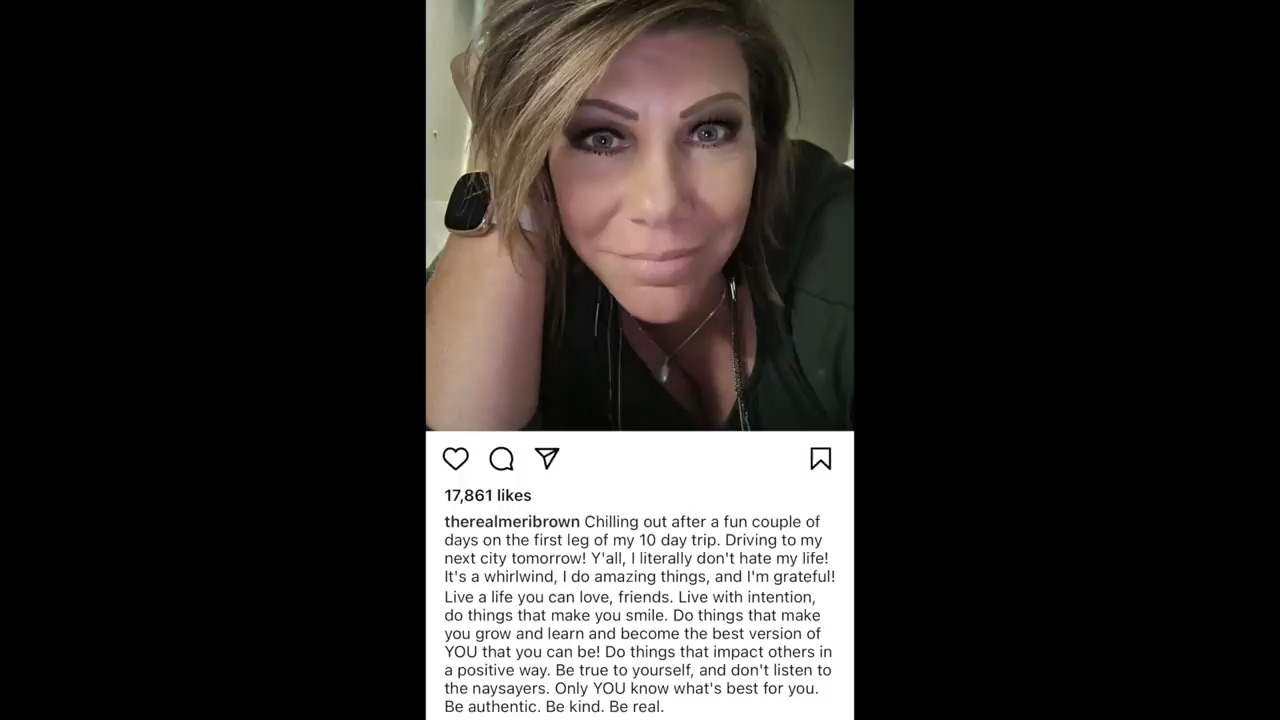 17,861 likes
therealmeribrown Chilling out after a fun couple of
days on the first leg of my 10 day trip. Driving to my
next city tomorrow! Y'all, I literally don't hate my life!
It's a whirlwind, I do amazing things, and I'm grateful!
Live a life you can love, friends. Live with intention,
do things that make you smile. Do things that make
you grow and learn and become the best version of
YOU that you can be! Do things that impact others in
a positive way. Be true to yourself, and don't listen to
the naysayers. Only YOU know what's best for you.
Be authentic. Be kind. Be real.